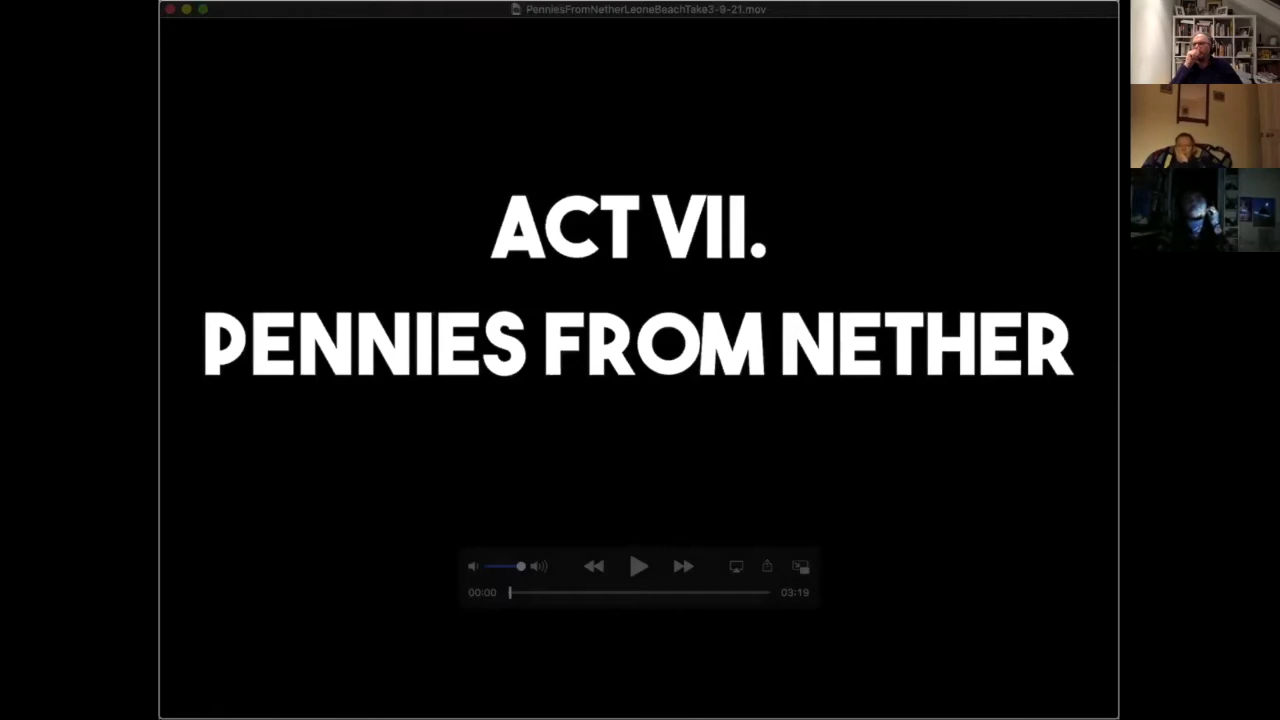 PenniesFromNetherLeoneBeachTake3-9-21.mov
ACT VII.
PENNIES FROM NETHER
00:00
03:19